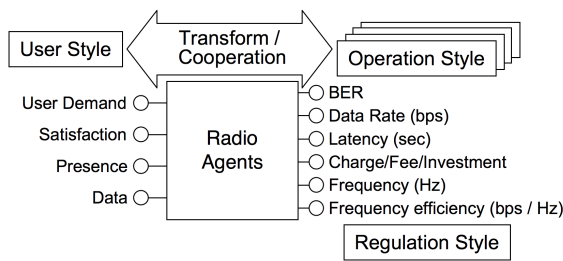 User Style
Transform /
Cooperation
Operation Style
User Demand
Satisfaction
Presence
Data
Radio
Agents
BER
Data Rate (bps)
Latency (sec)
Charge/Fee/Investment
Frequency (Hz)
Frequency efficiency (bps / Hz)
Regulation Style